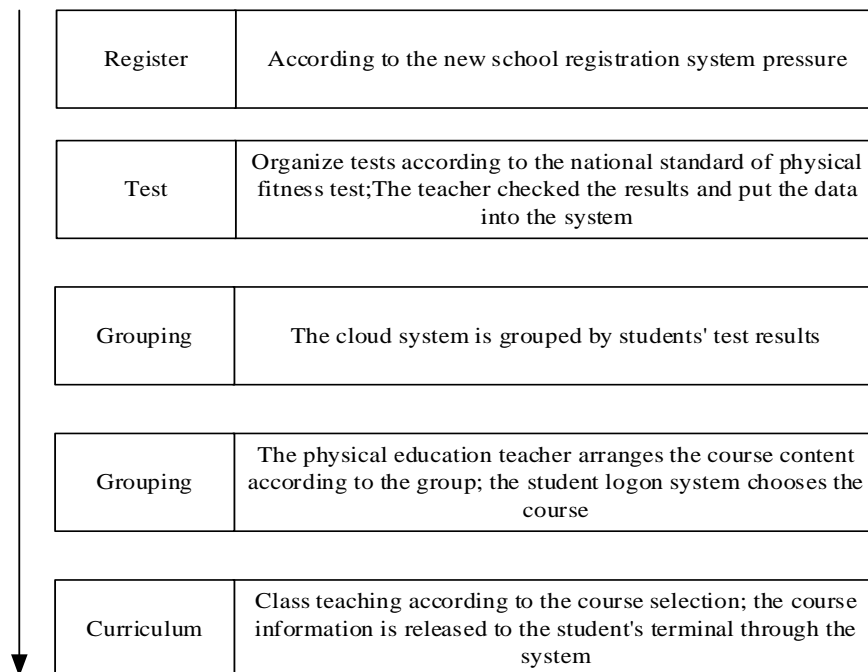 Register
According to the new school registration system pressure
Test
Organize tests according to the national standard of physical
fitness test;The teacher checked the results and put the data
into the system
Grouping
The cloud system is grouped by students' test results
Grouping
The physical education teacher arranges the course content
according to the group; the student logon system chooses the
course
Curriculum
Class teaching according to the course selection; the course
information is released to the student's terminal through the
system